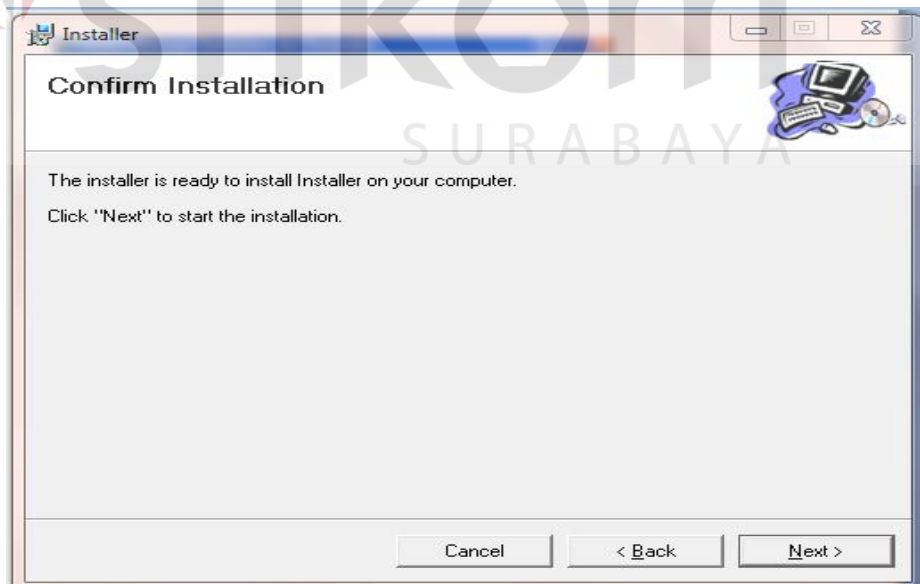 stikom
Installer
Confirm Installation
SURABAYA
The installer is ready to install Installer on your computer.
Click "Next" to start the installation.
Cancel
< Back
Next >